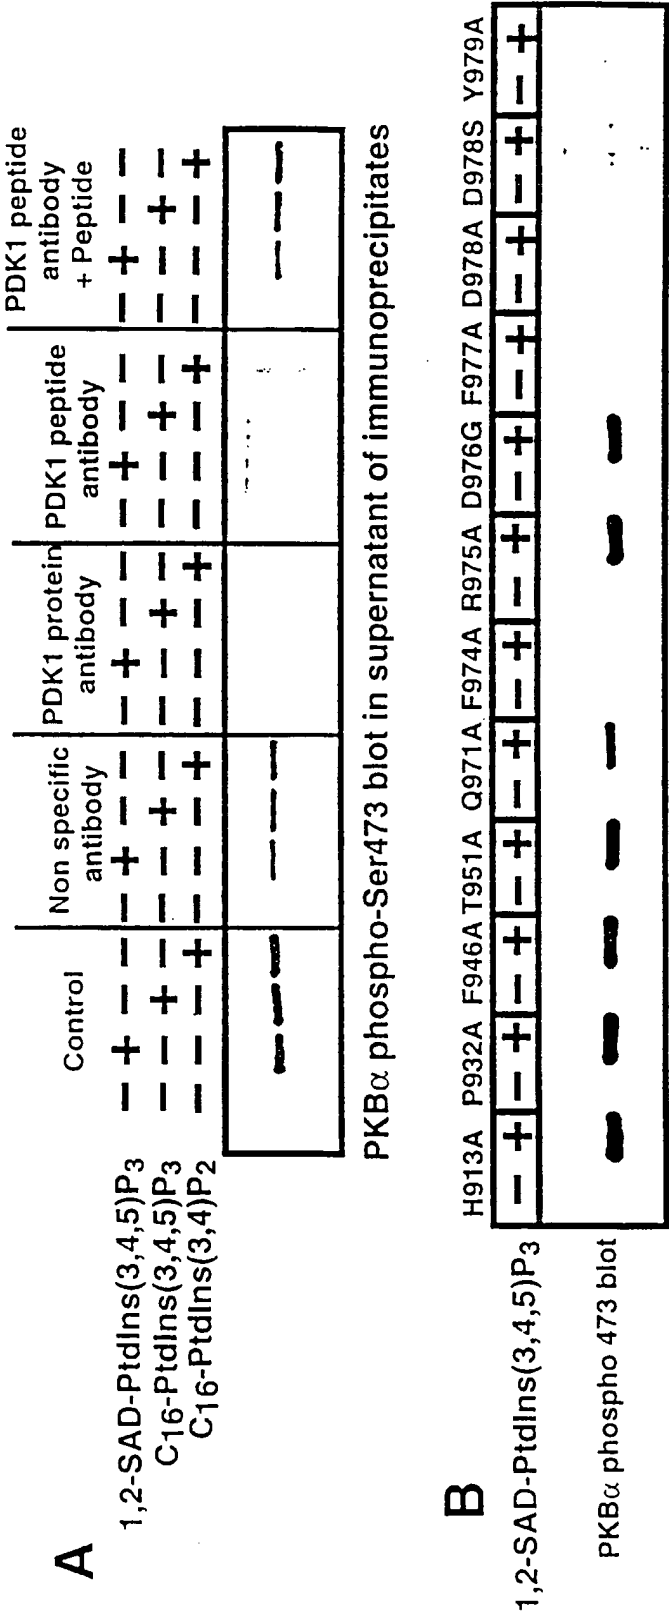 A
Control
Non specific
antibody
PDK1 protein
antibody
PDK1 peptide
antibody
PDK1 peptide
antibody
+ Peptide
1,2-SAD-PtdIns(3,4,5)P3 − + − − − + − − − + − − − + − − − + − −
C16-PtdIns(3,4,5)P3 − − + − − − + − − − + − − − + − − − + −
C16-PtdIns(3,4)P2 − − − + − − − + − − − + − − − + − − − +
PKBα phospho-Ser473 blot in supernatant of immunoprecipitates
B
H913A P932A F946A T951A Q971A F974A R975A D976G F977A D978A D978S Y979A
1,2-SAD-PtdIns(3,4,5)P3 − + − + − + − + − + − + − + − + − + − + − + − +
PKBα phospho 473 blot